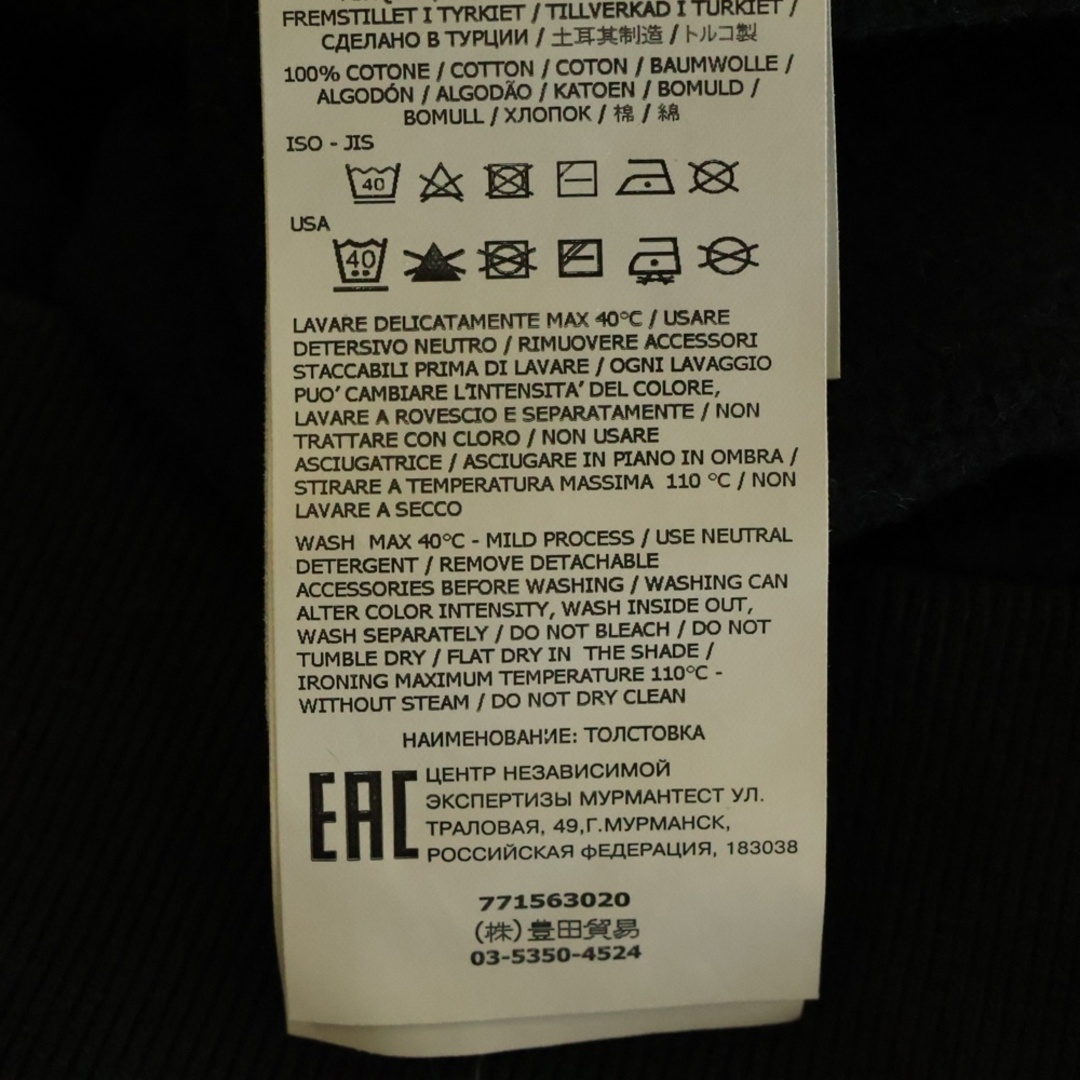 FREMSTILLET I TYRKIET / TILLVERKAD I TURKIET /
СДЕЛАНО В ТУРЦИИ / 土耳其制造 / トルコ製
100% COTONE / COTTON / COTON / BAUMWOLLE /
ALGODÓN / ALGODÃO / KATOEN / BOMULD /
BOMULL / ХЛОПОК / 棉 / 綿
ISO - JIS
40
USA
40
LAVARE DELICATAMENTE MAX 40°C / USARE
DETERSIVO NEUTRO / RIMUOVERE ACCESSORI
STACCABILI PRIMA DI LAVARE / OGNI LAVAGGIO
PUO’ CAMBIARE L’INTENSITA’ DEL COLORE,
LAVARE A ROVESCIO E SEPARATAMENTE / NON
TRATTARE CON CLORO / NON USARE
ASCIUGATRICE / ASCIUGARE IN PIANO IN OMBRA /
STIRARE A TEMPERATURA MASSIMA 110 °C / NON
LAVARE A SECCO
WASH MAX 40°C - MILD PROCESS / USE NEUTRAL
DETERGENT / REMOVE DETACHABLE
ACCESSORIES BEFORE WASHING / WASHING CAN
ALTER COLOR INTENSITY, WASH INSIDE OUT,
WASH SEPARATELY / DO NOT BLEACH / DO NOT
TUMBLE DRY / FLAT DRY IN THE SHADE /
IRONING MAXIMUM TEMPERATURE 110°C -
WITHOUT STEAM / DO NOT DRY CLEAN
НАИМЕНОВАНИЕ: ТОЛСТОВКА
EAC
ЦЕНТР НЕЗАВИСИМОЙ
ЭКСПЕРТИЗЫ МУРМАНТЕСТ УЛ.
ТРАЛОВАЯ, 49,Г.МУРМАНСК,
РОССИЙСКАЯ ФЕДЕРАЦИЯ, 183038
771563020
(株)豊田貿易
03-5350-4524